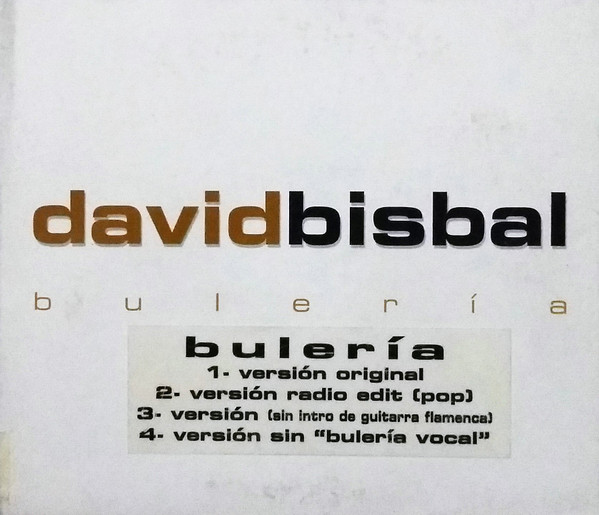 davidbisbal
bulería
bulería
1- versión original
2- versión radio edit (pop)
3- versión (sin intro de guitarra flamenca)
4- versión sin "bulería vocal"